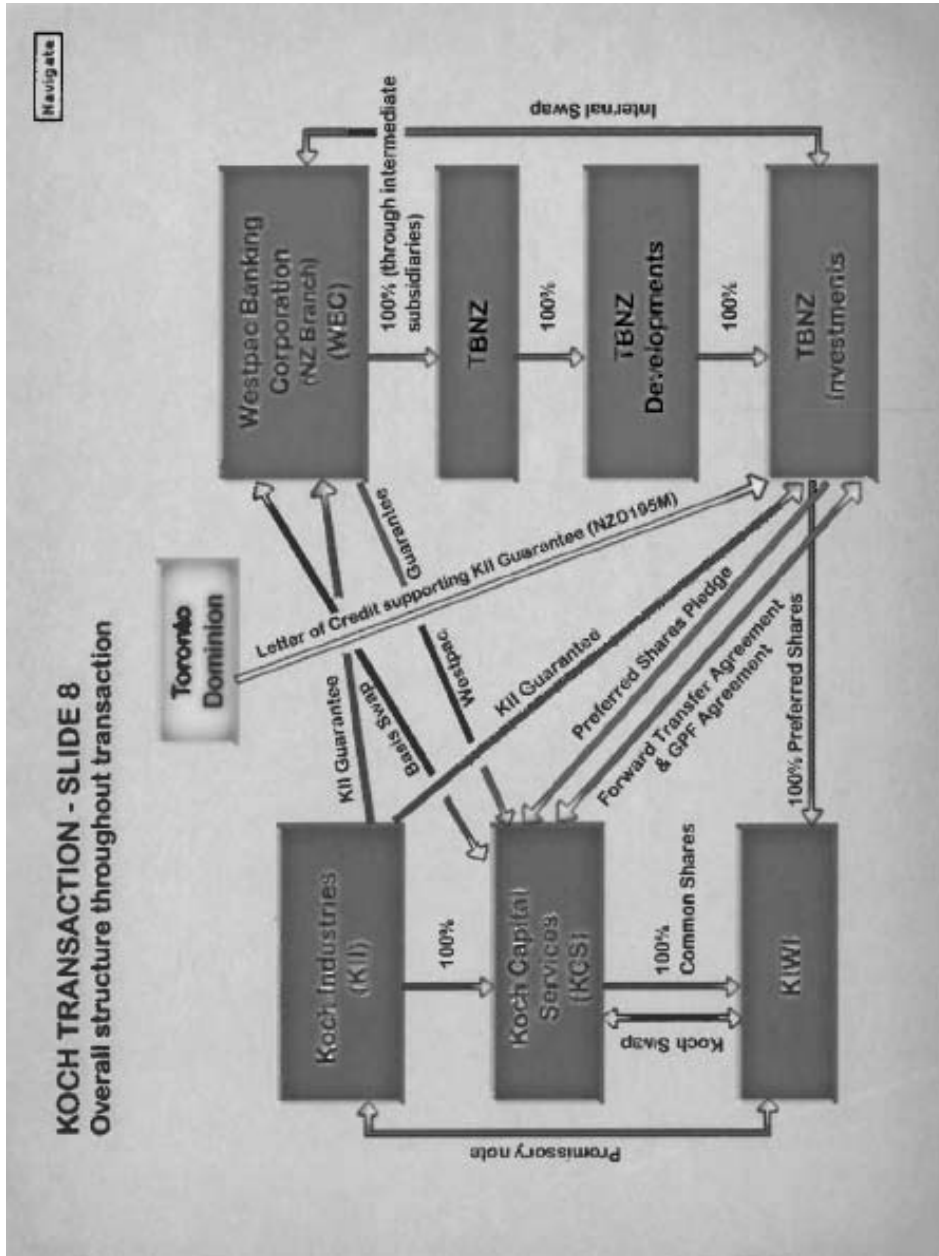 Navigate
KOCH TRANSACTION - SLIDE 8
Overall structure throughout transaction
Toronto
Dominion
Koch Industries
(KII)
Westpac Banking
Corporation
(NZ Branch)
(WBC)
KII Guarantee
Basis Swap
Guarantee
Westpac
Letter of Credit supporting KII Guarantee (NZD195M)
100% (through intermediate
subsidiaries)
Internal Swap
100%
Koch Capital
Services
(KCS)
TBNZ
KII Guarantee
Preferred Shares Pledge
Forward Transfer Agreement
& GPF Agreement
100%
TBNZ
Developments
Promissory note
Koch Swap
100%
Common Shares
100%
KIWI
100% Preferred Shares
TBNZ
Investments